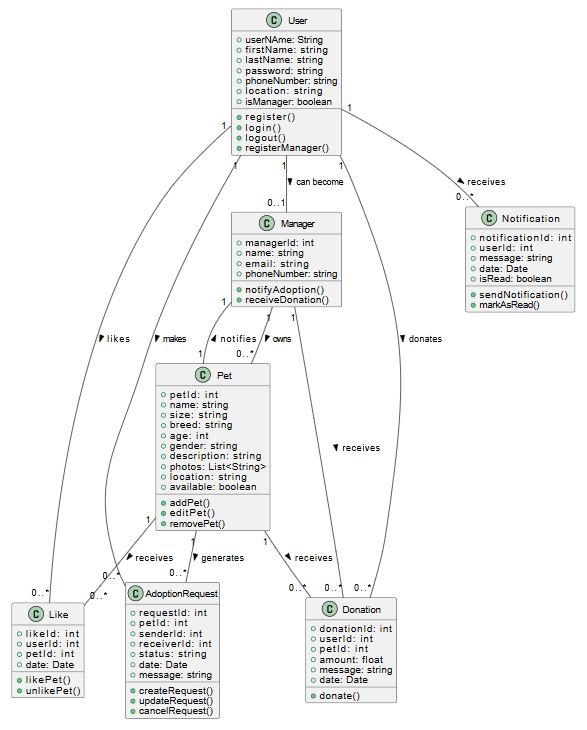 C User
userNAme: String
firstName: string
lastName: string
password: string
phoneNumber: string
location: string
isManager: boolean
register()
login()
logout()
registerManager()
1
1
1
1
1
can become
receives
0..1
0..*
C Manager
managerId: int
name: string
email: string
phoneNumber: string
notifyAdoption()
receiveDonation()
C Notification
notificationId: int
userId: int
message: string
date: Date
isRead: boolean
sendNotification()
markAsRead()
1
1
1
likes
makes
notifies
owns
donates
1
0..*
C Pet
petId: int
name: string
size: string
breed: string
age: int
gender: string
description: string
photos: List<String>
location: string
available: boolean
addPet()
editPet()
removePet()
receives
1
1
1
receives
generates
receives
0..*
0..*
0..*
0..*
0..*
0..*
0..*
C Like
likeId: int
userId: int
petId: int
date: Date
likePet()
unlikePet()
C AdoptionRequest
requestId: int
petId: int
senderId: int
receiverId: int
status: string
date: Date
message: string
createRequest()
updateRequest()
cancelRequest()
C Donation
donationId: int
userId: int
petId: int
amount: float
message: string
date: Date
donate()